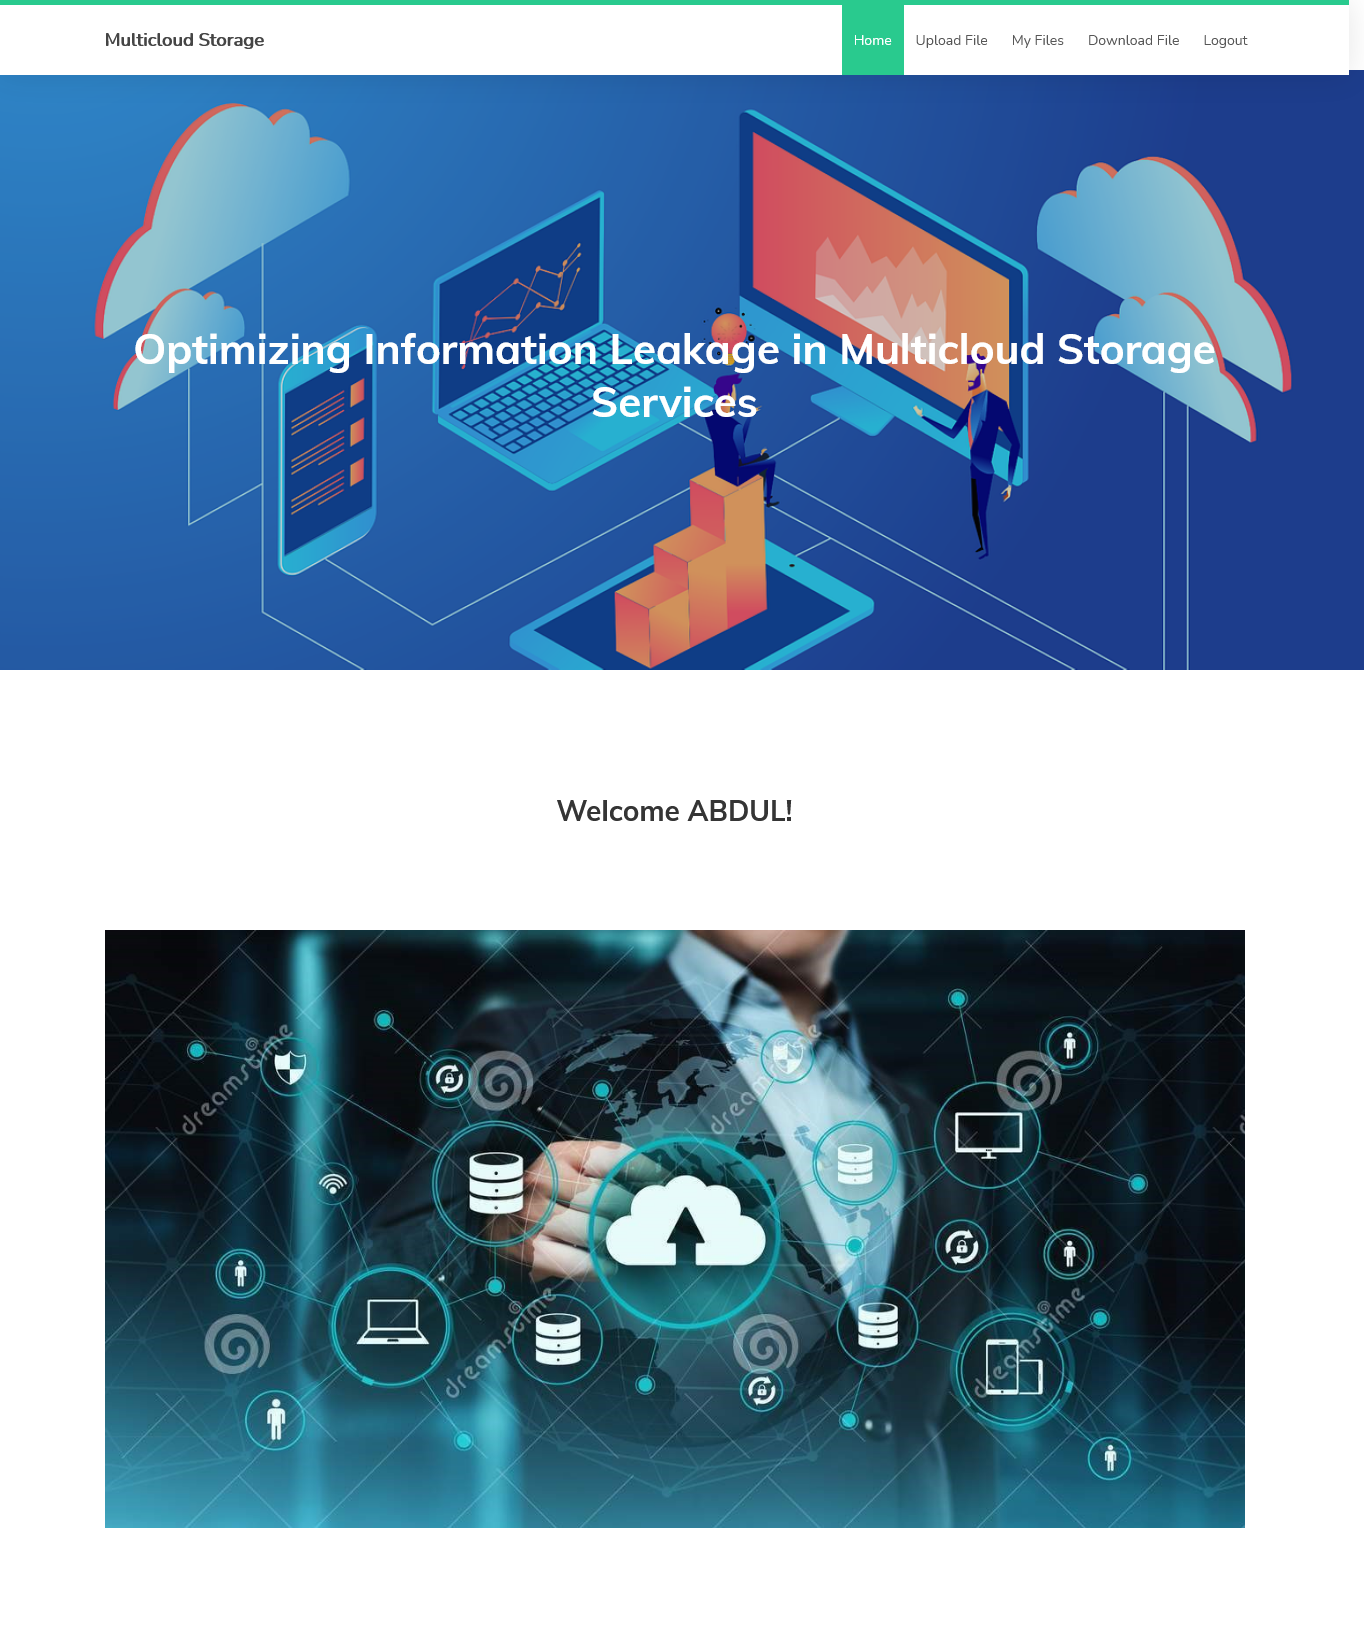 Multicloud Storage
Home Upload File My Files Download File Logout
Optimizing Information Leakage in Multicloud Storage
Services
Welcome ABDUL!
dreamstime
dreamstime
dreamstime
dreamstime